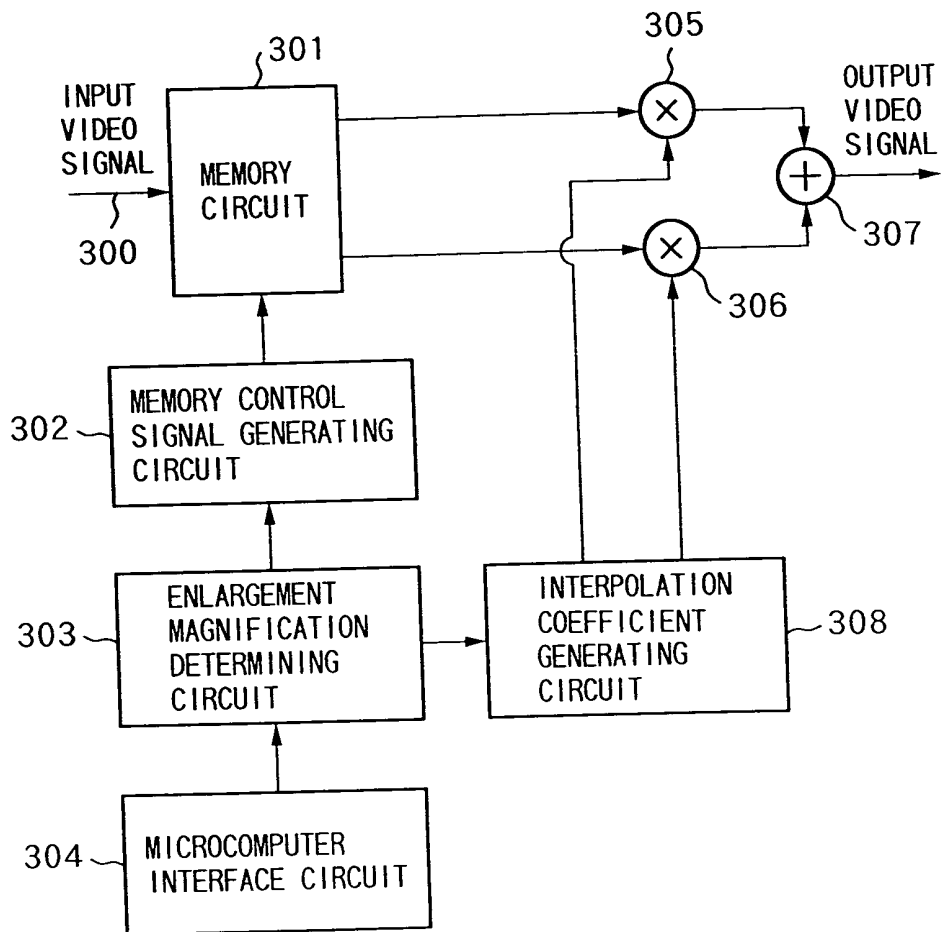 301
305
INPUT
VIDEO
SIGNAL
OUTPUT
VIDEO
SIGNAL
MEMORY
CIRCUIT
×
+
300
307
×
306
302
MEMORY CONTROL
SIGNAL GENERATING
CIRCUIT
303
ENLARGEMENT
MAGNIFICATION
DETERMINING
CIRCUIT
INTERPOLATION
COEFFICIENT
GENERATING
CIRCUIT
308
304
MICROCOMPUTER
INTERFACE CIRCUIT